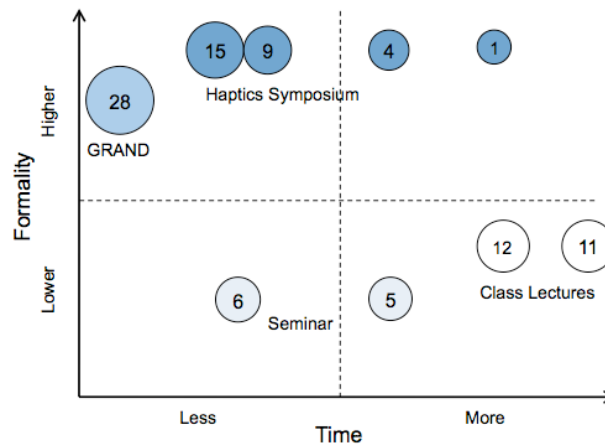 15 9 4 1
28
Haptics Symposium
GRAND
Higher
Formality
Lower
12 11
6 5
Class Lectures
Seminar
Less More
Time